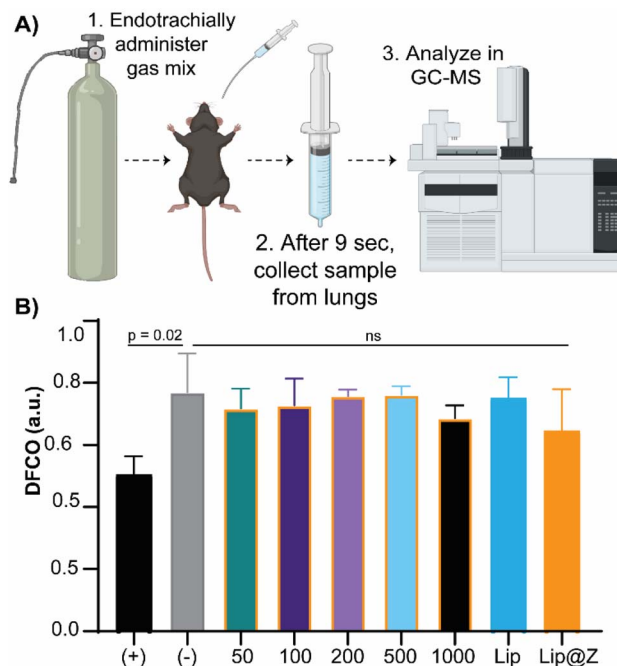 A)
1. Endotrachially
administer
gas mix
3. Analyze in
GC-MS
2. After 9 sec,
collect sample
from lungs
B)
p = 0.02
ns
DFCO (a.u.)
1.0
0.8
0.6
0.5
0.5
0.0
(+) (-) 50 100 200 500 1000 Lip Lip@Z